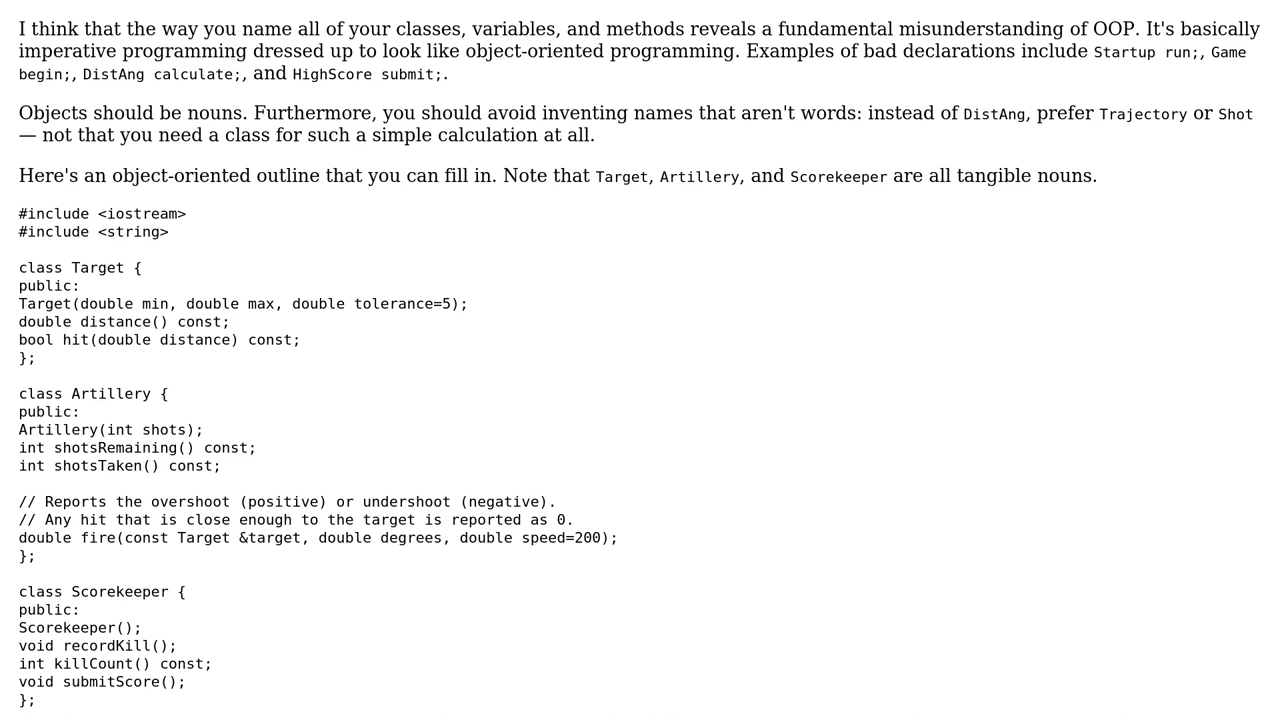 I think that the way you name all of your classes, variables, and methods reveals a fundamental misunderstanding of OOP. It's basically
imperative programming dressed up to look like object-oriented programming. Examples of bad declarations include Startup run;, Game
begin;, DistAng calculate;, and HighScore submit;.
Objects should be nouns. Furthermore, you should avoid inventing names that aren't words: instead of DistAng, prefer Trajectory or Shot
— not that you need a class for such a simple calculation at all.
Here's an object-oriented outline that you can fill in. Note that Target, Artillery, and Scorekeeper are all tangible nouns.
#include <iostream>
#include <string>
class Target {
public:
Target(double min, double max, double tolerance=5);
double distance() const;
bool hit(double distance) const;
};
class Artillery {
public:
Artillery(int shots);
int shotsRemaining() const;
int shotsTaken() const;
// Reports the overshoot (positive) or undershoot (negative).
// Any hit that is close enough to the target is reported as 0.
double fire(const Target &target, double degrees, double speed=200);
};
class Scorekeeper {
public:
Scorekeeper();
void recordKill();
int killCount() const;
void submitScore();
};